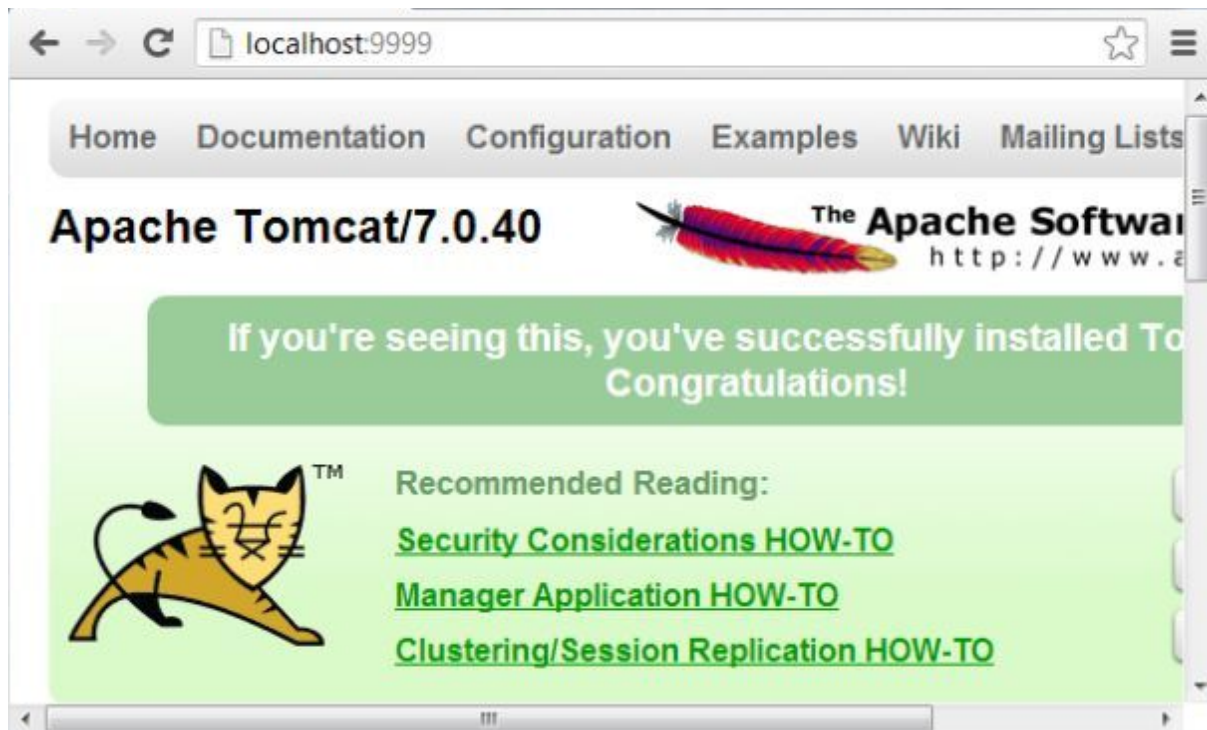 localhost:9999
Home Documentation Configuration Examples Wiki Mailing Lists
Apache Tomcat/7.0.40
The Apache
http://www.a
If you're seeing this, you've successfully installed
Congratulations!
TM
Recommended Reading:
Security Considerations HOW-TO
Manager Application HOW-TO
Clustering/Session Replication HOW-TO